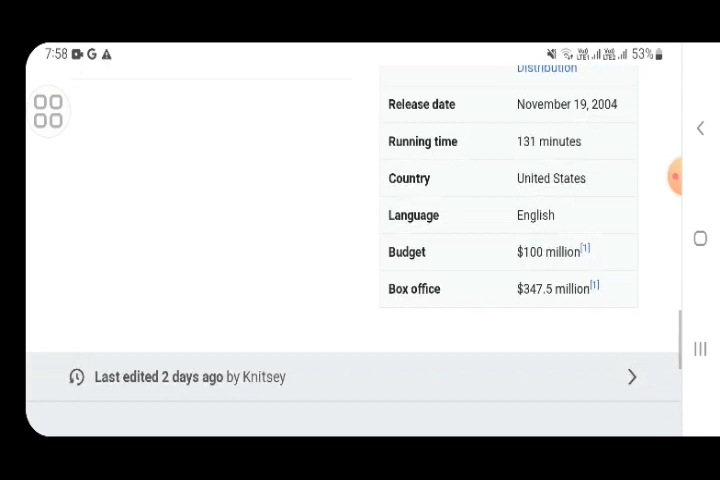 7:58 G 53%
Distribution
Release date November 19, 2004
Running time 131 minutes
Country United States
Language English
Budget $100 million[1]
Box office $347.5 million[1]
Last edited 2 days ago by Knitsey